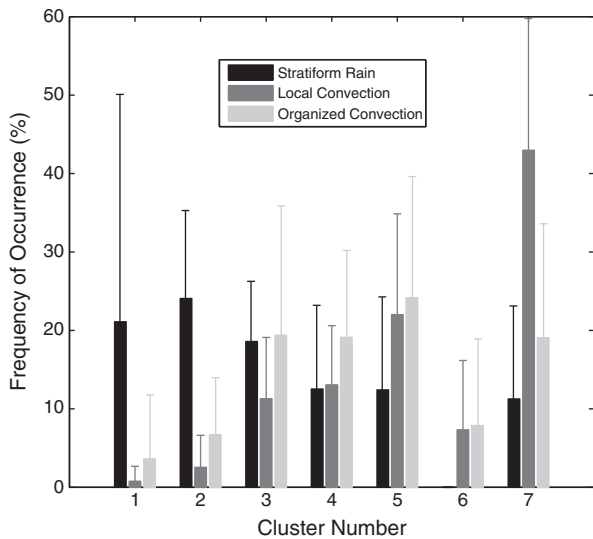 60
50
40
30
20
10
0
Frequency of Occurrence (%)
Stratiform Rain
Local Convection
Organized Convection
1 2 3 4 5 6 7
Cluster Number